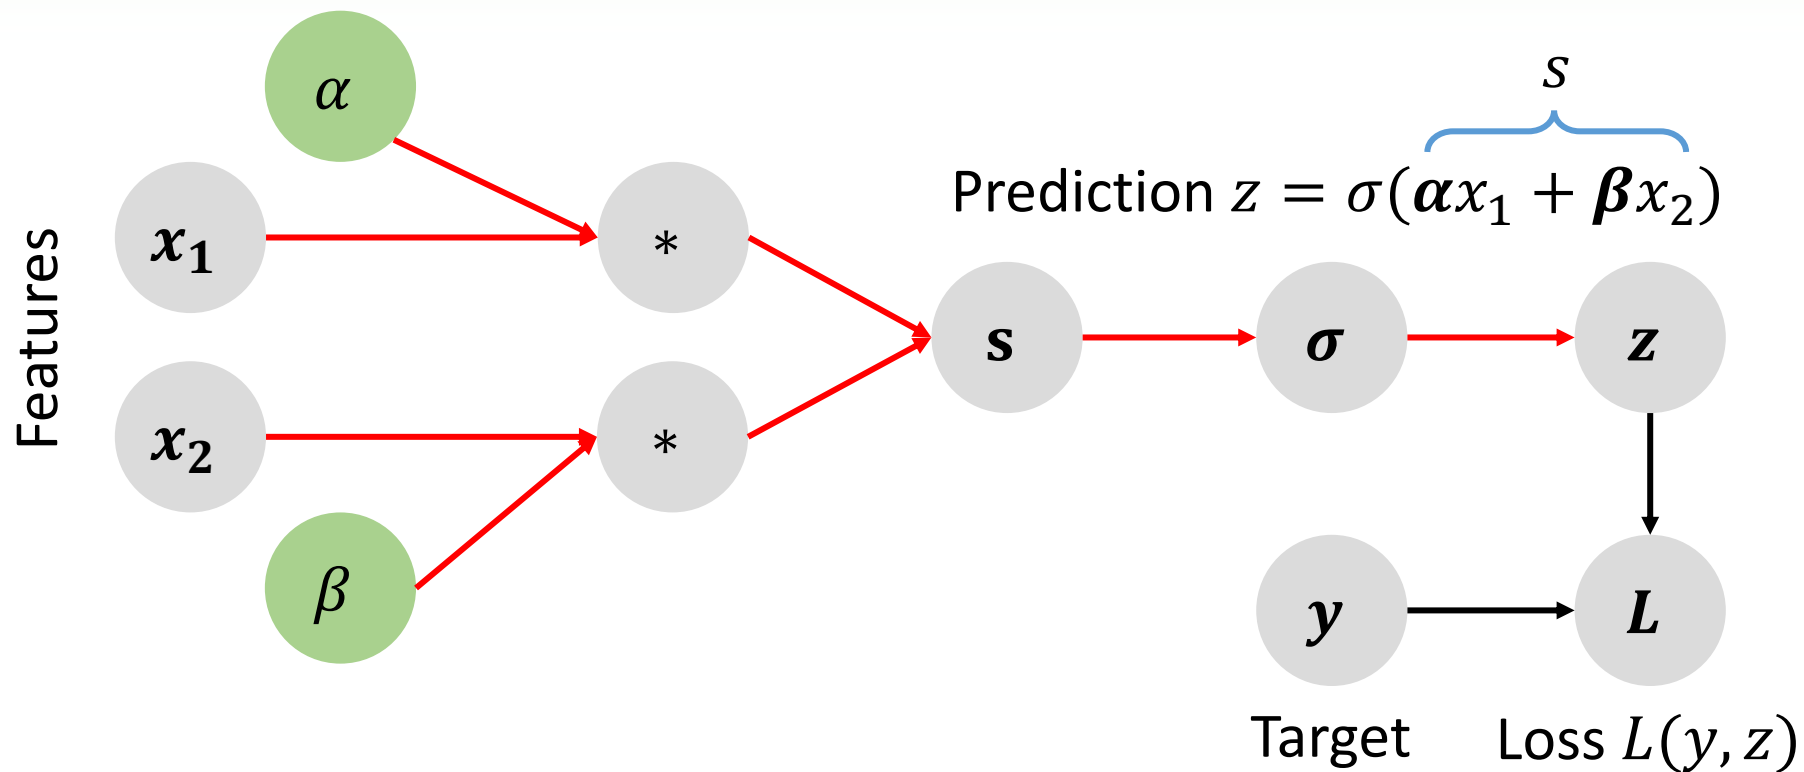 α
s
Prediction z = σ(αx₁ + βx₂)
Features
x₁
*
s
σ
z
x₂
*
β
y
L
Target
Loss L(y, z)